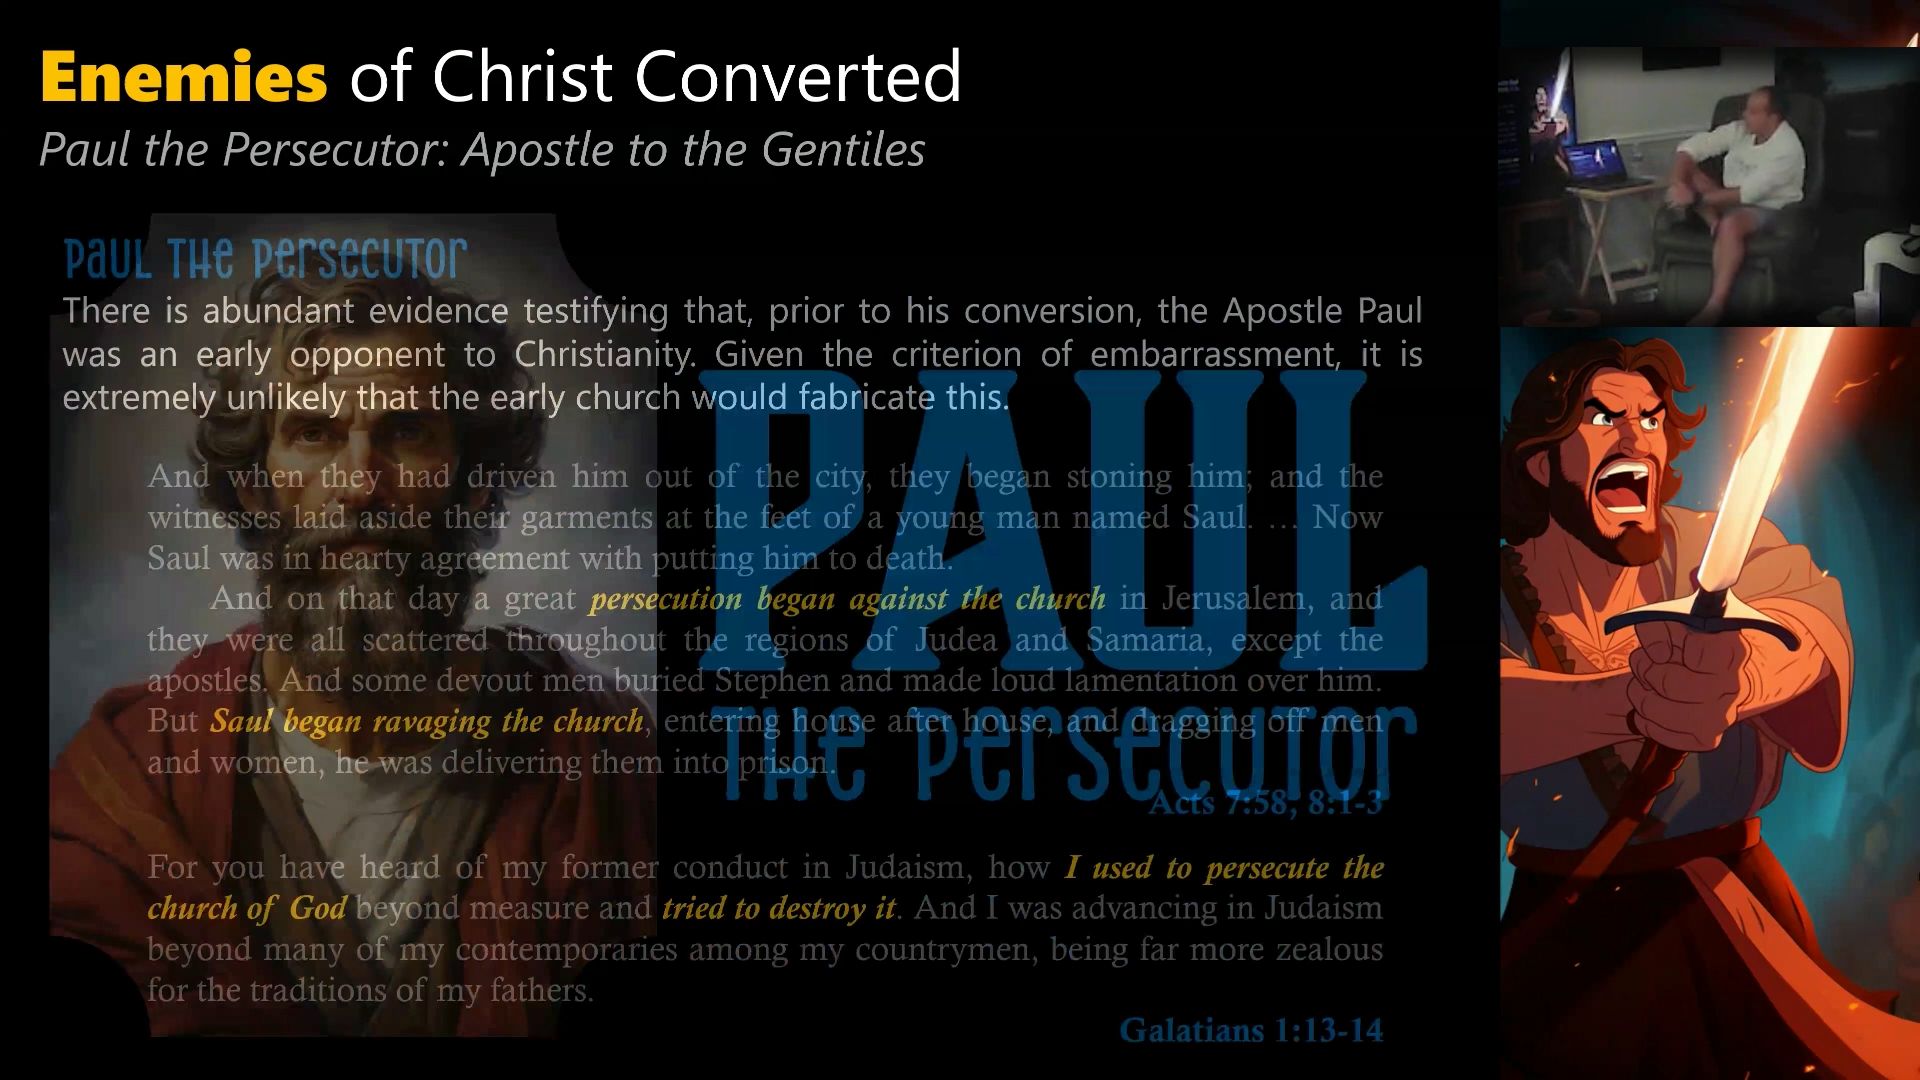 Enemies of Christ Converted
Paul the Persecutor: Apostle to the Gentiles
PAUL THE PERSECUTOR
There is abundant evidence testifying that, prior to his conversion, the Apostle Paul
was an early opponent to Christianity. Given the criterion of embarrassment, it is
extremely unlikely that the early church would fabricate this.
And when they had driven him out of the city, they began stoning him; and the
witnesses laid aside their garments at the feet of a young man named Saul. … Now
Saul was in hearty agreement with putting him to death.
And on that day a great persecution began against the church in Jerusalem, and
they were all scattered throughout the regions of Judea and Samaria, except the
apostles. And some devout men buried Stephen and made loud lamentation over him.
But Saul began ravaging the church, entering house after house, and dragging off men
and women, he was delivering them into prison.
Acts 7:58; 8:1-3
For you have heard of my former conduct in Judaism, how I used to persecute the
church of God beyond measure and tried to destroy it. And I was advancing in Judaism
beyond many of my contemporaries among my countrymen, being far more zealous
for the traditions of my fathers.
Galatians 1:13-14
PAUL
THE PERSECUTOR